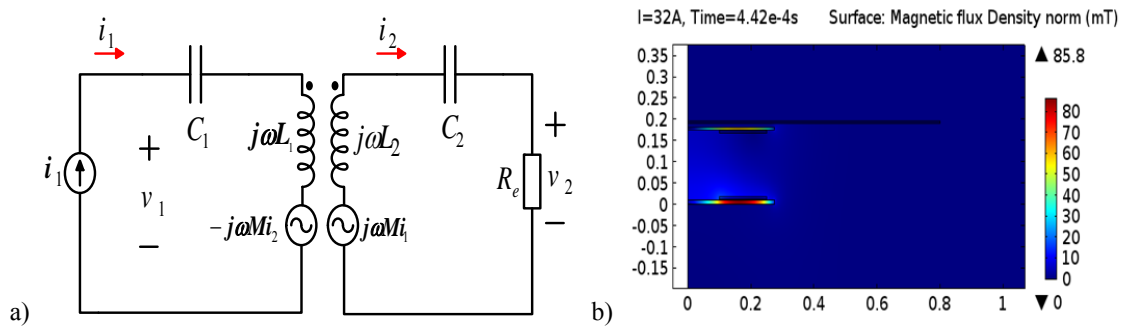 i₁
i₂
C₁
C₂
+
+
jωL₁
jωL₂
i₁
v₁
Rₑ
v₂
−jωMi₂
jωMi₁
−
−
a)
I=32A, Time=4.42e-4s Surface: Magnetic flux Density norm (mT)
▲ 85.8
0.35
0.3
0.25
0.2
0.15
0.1
0.05
0
-0.05
-0.1
-0.15
0 0.2 0.4 0.6 0.8 1
80
70
60
50
40
30
20
10
0
▼ 0
b)